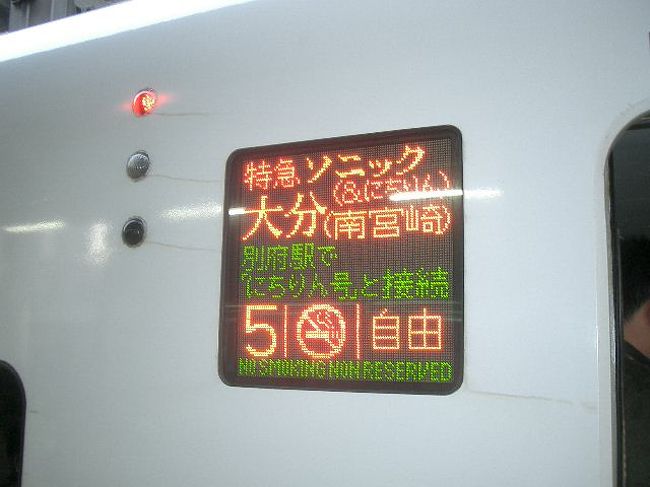 特急 ソニック
(&にちりん)
大分(南宮崎)
別府駅で
「にちりん号」と接続
5 自由
NO SMOKING NON RESERVED